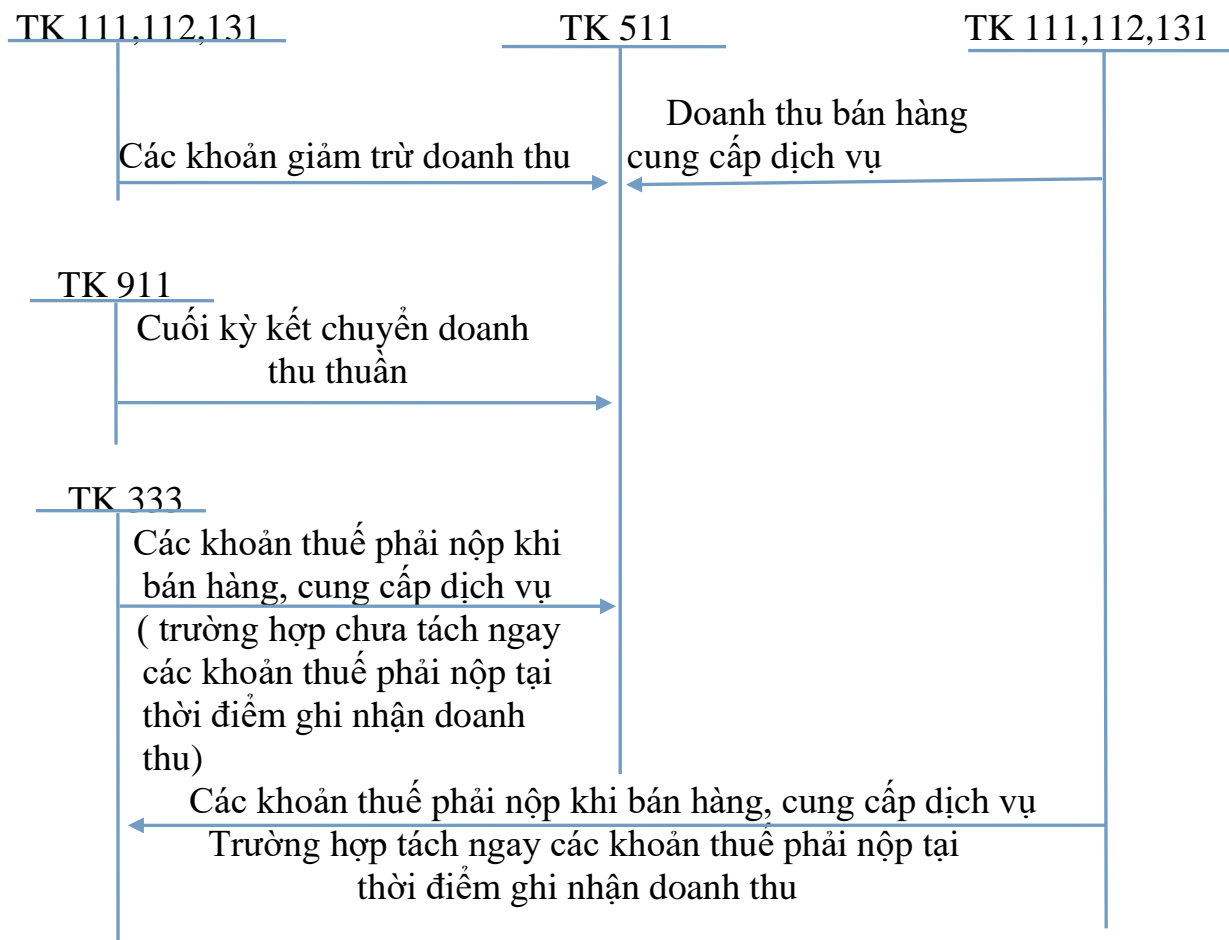 TK 111,112,131
TK 511
TK 111,112,131
Doanh thu bán hàng
Các khoản giảm trừ doanh thu
cung cấp dịch vụ
TK 911
Cuối kỳ kết chuyển doanh
thu thuần
TK 333
Các khoản thuế phải nộp khi
bán hàng, cung cấp dịch vụ
( trường hợp chưa tách ngay
các khoản thuế phải nộp tại
thời điểm ghi nhận doanh
thu)
Các khoản thuế phải nộp khi bán hàng, cung cấp dịch vụ
Trường hợp tách ngay các khoản thuế phải nộp tại
thời điểm ghi nhận doanh thu